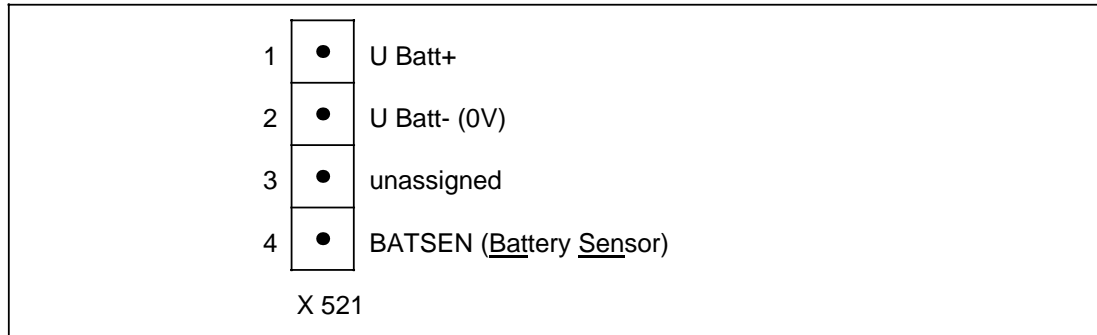 1 U Batt+
2 U Batt- (0V)
3 unassigned
4 BATSEN (Battery Sensor)
X 521